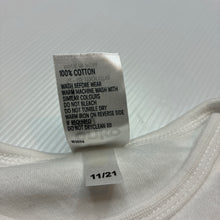 100% COTTON
WASH BEFORE WEAR
WARM MACHINE WASH WITH
SIMILAR COLOURS
DO NOT BLEACH
DO NOT TUMBLE DRY
WARM IRON ON REVERSE SIDE
IF REQUIRED
DO NOT DRYCLEAN
11/21